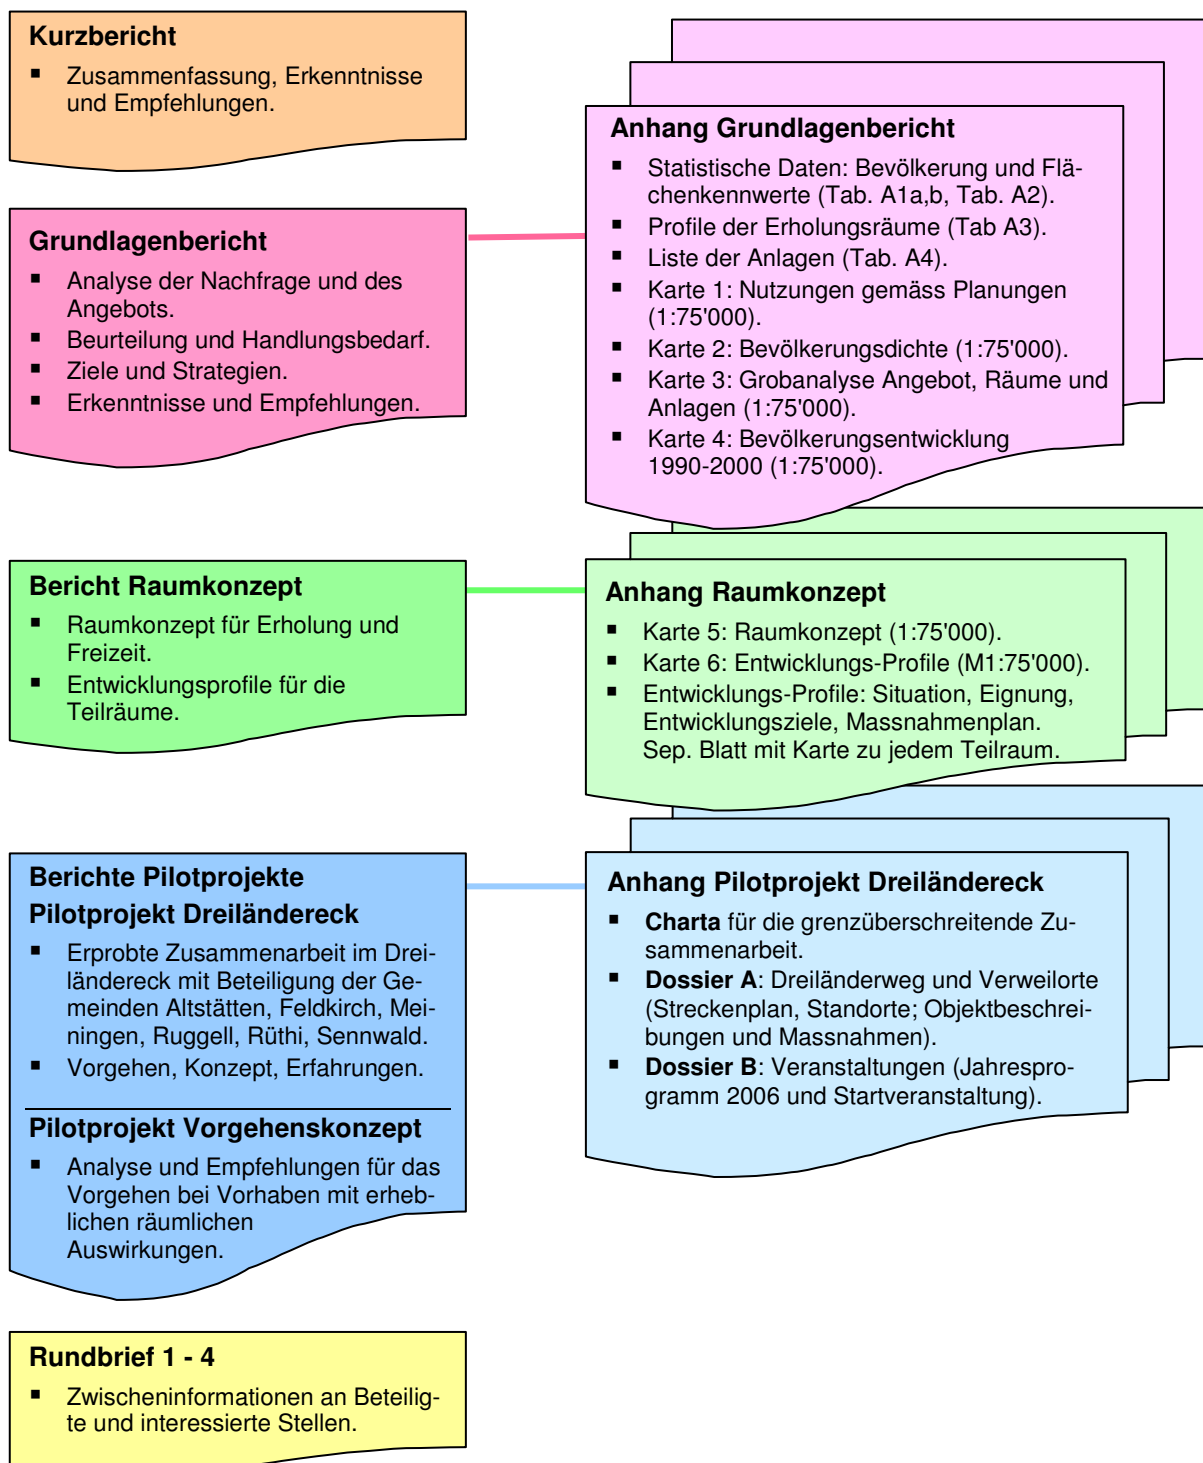 Kurzbericht
▪ Zusammenfassung, Erkenntnisse
und Empfehlungen.
Grundlagenbericht
▪ Analyse der Nachfrage und des
Angebots.
▪ Beurteilung und Handlungsbedarf.
▪ Ziele und Strategien.
▪ Erkenntnisse und Empfehlungen.
Anhang Grundlagenbericht
▪ Statistische Daten: Bevölkerung und Flä-
chenkennwerte (Tab. A1a,b, Tab. A2).
▪ Profile der Erholungsräume (Tab A3).
▪ Liste der Anlagen (Tab. A4).
▪ Karte 1: Nutzungen gemäss Planungen
(1:75'000).
▪ Karte 2: Bevölkerungsdichte (1:75'000).
▪ Karte 3: Grobanalyse Angebot, Räume und
Anlagen (1:75'000).
▪ Karte 4: Bevölkerungsentwicklung
1990-2000 (1:75'000).
Bericht Raumkonzept
▪ Raumkonzept für Erholung und
Freizeit.
▪ Entwicklungsprofile für die
Teilräume.
Anhang Raumkonzept
▪ Karte 5: Raumkonzept (1:75'000).
▪ Karte 6: Entwicklungs-Profile (M1:75'000).
▪ Entwicklungs-Profile: Situation, Eignung,
Entwicklungsziele, Massnahmenplan.
Sep. Blatt mit Karte zu jedem Teilraum.
Berichte Pilotprojekte
Pilotprojekt Dreiländereck
▪ Erprobte Zusammenarbeit im Drei-
ländereck mit Beteiligung der Ge-
meinden Altstätten, Feldkirch, Mei-
ningen, Ruggell, Rüthi, Sennwald.
▪ Vorgehen, Konzept, Erfahrungen.
Pilotprojekt Vorgehenskonzept
▪ Analyse und Empfehlungen für das
Vorgehen bei Vorhaben mit erheb-
lichen räumlichen
Auswirkungen.
Anhang Pilotprojekt Dreiländereck
▪ Charta für die grenzüberschreitende Zu-
sammenarbeit.
▪ Dossier A: Dreiländerweg und Verweilorte
(Streckenplan, Standorte; Objektbeschrei-
bungen und Massnahmen).
▪ Dossier B: Veranstaltungen (Jahrespro-
gramm 2006 und Startveranstaltung).
Rundbrief 1 - 4
▪ Zwischeninformationen an Beteilig-
te und interessierte Stellen.